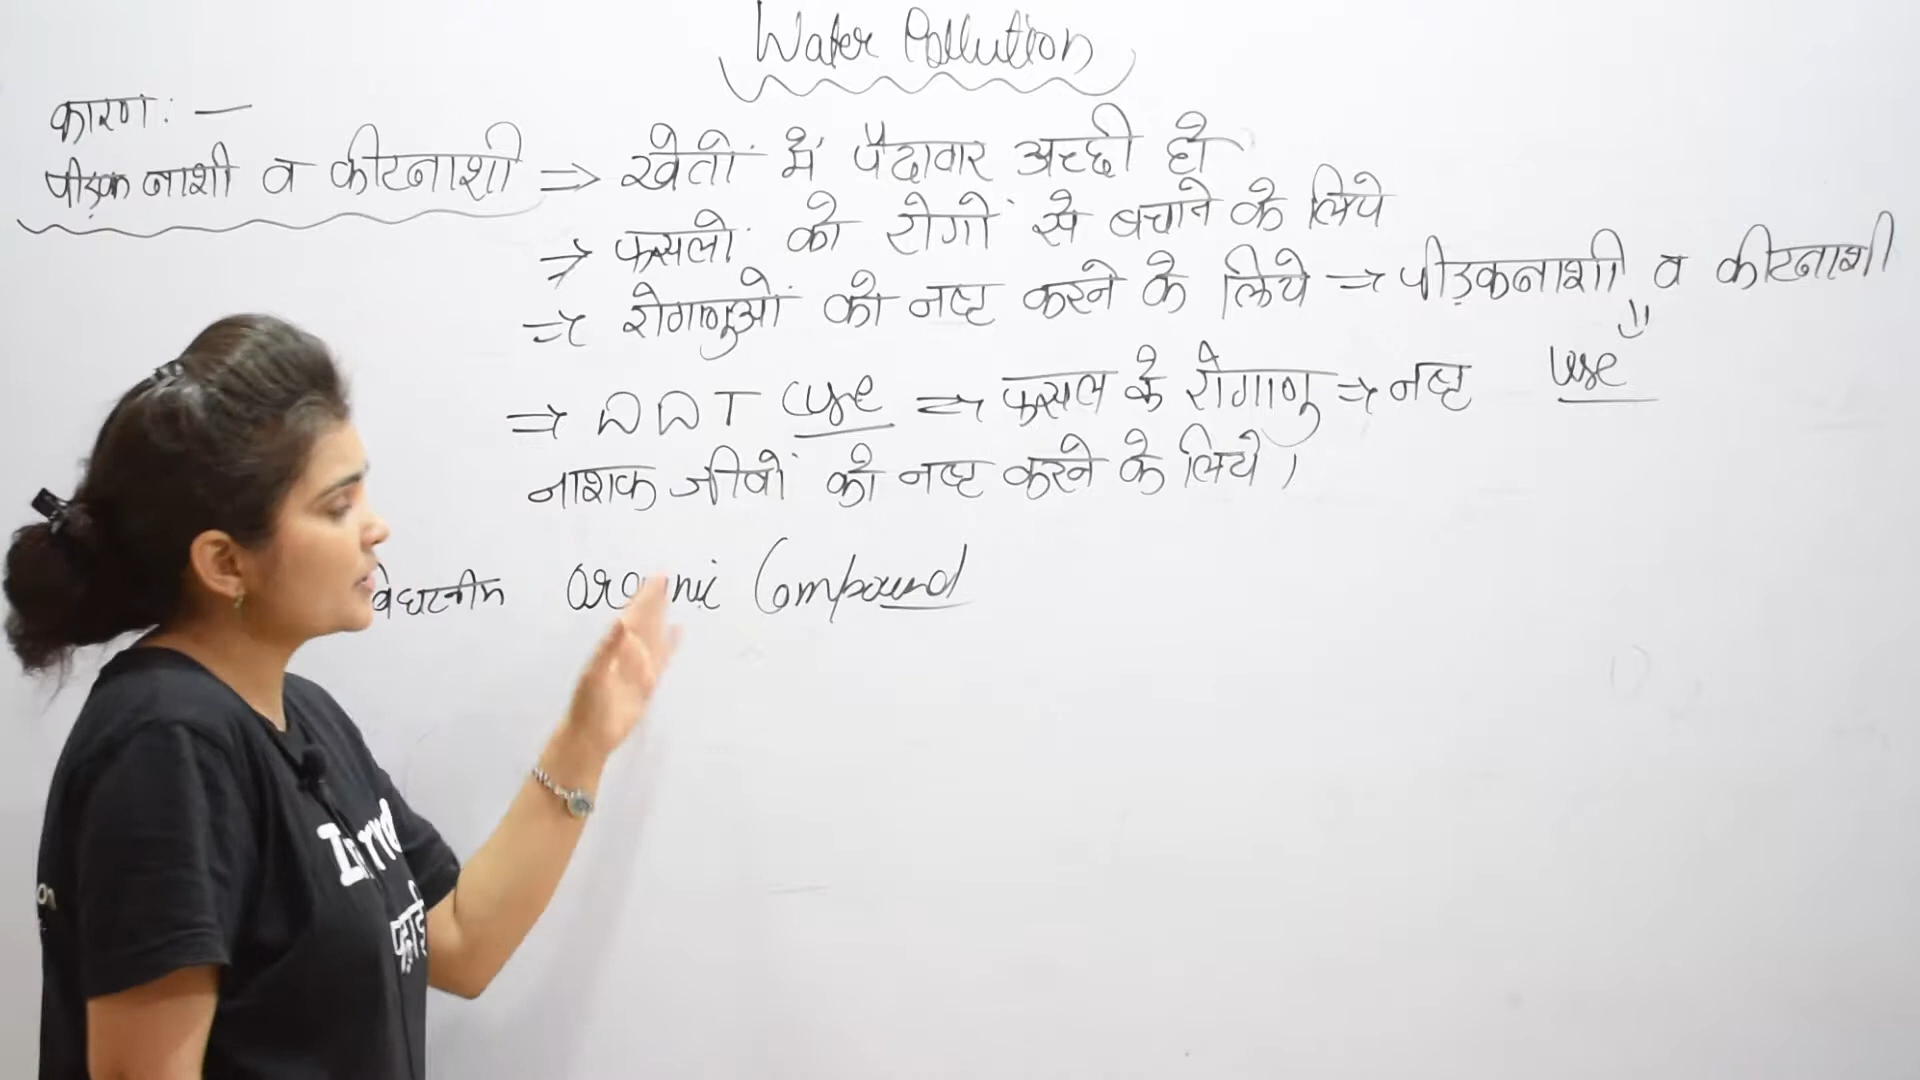 Water Pollution
कारण: —
पीड़कनाशी व कीटनाशी ⇒ खेतों में पैदावार अच्छी हो
⇒ फसलों को रोगों से बचाने के लिये
⇒ रोगाणुओं को नष्ट करने के लिये ⇒ पीड़कनाशी व कीटनाशी
use
⇒ DDT use ⇒ फसल के रोगाणु ⇒ नष्ट
नाशक जीवों को नष्ट करने के लिये।
Organic Compound